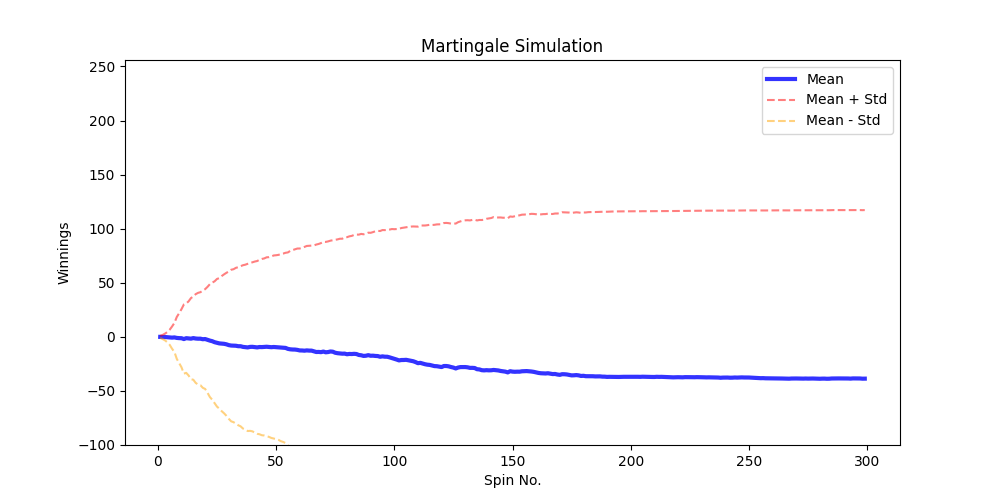 Martingale Simulation
Mean
Mean + Std
Mean - Std
250
200
150
100
50
0
−50
−100
Winnings
0 50 100 150 200 250 300
Spin No.